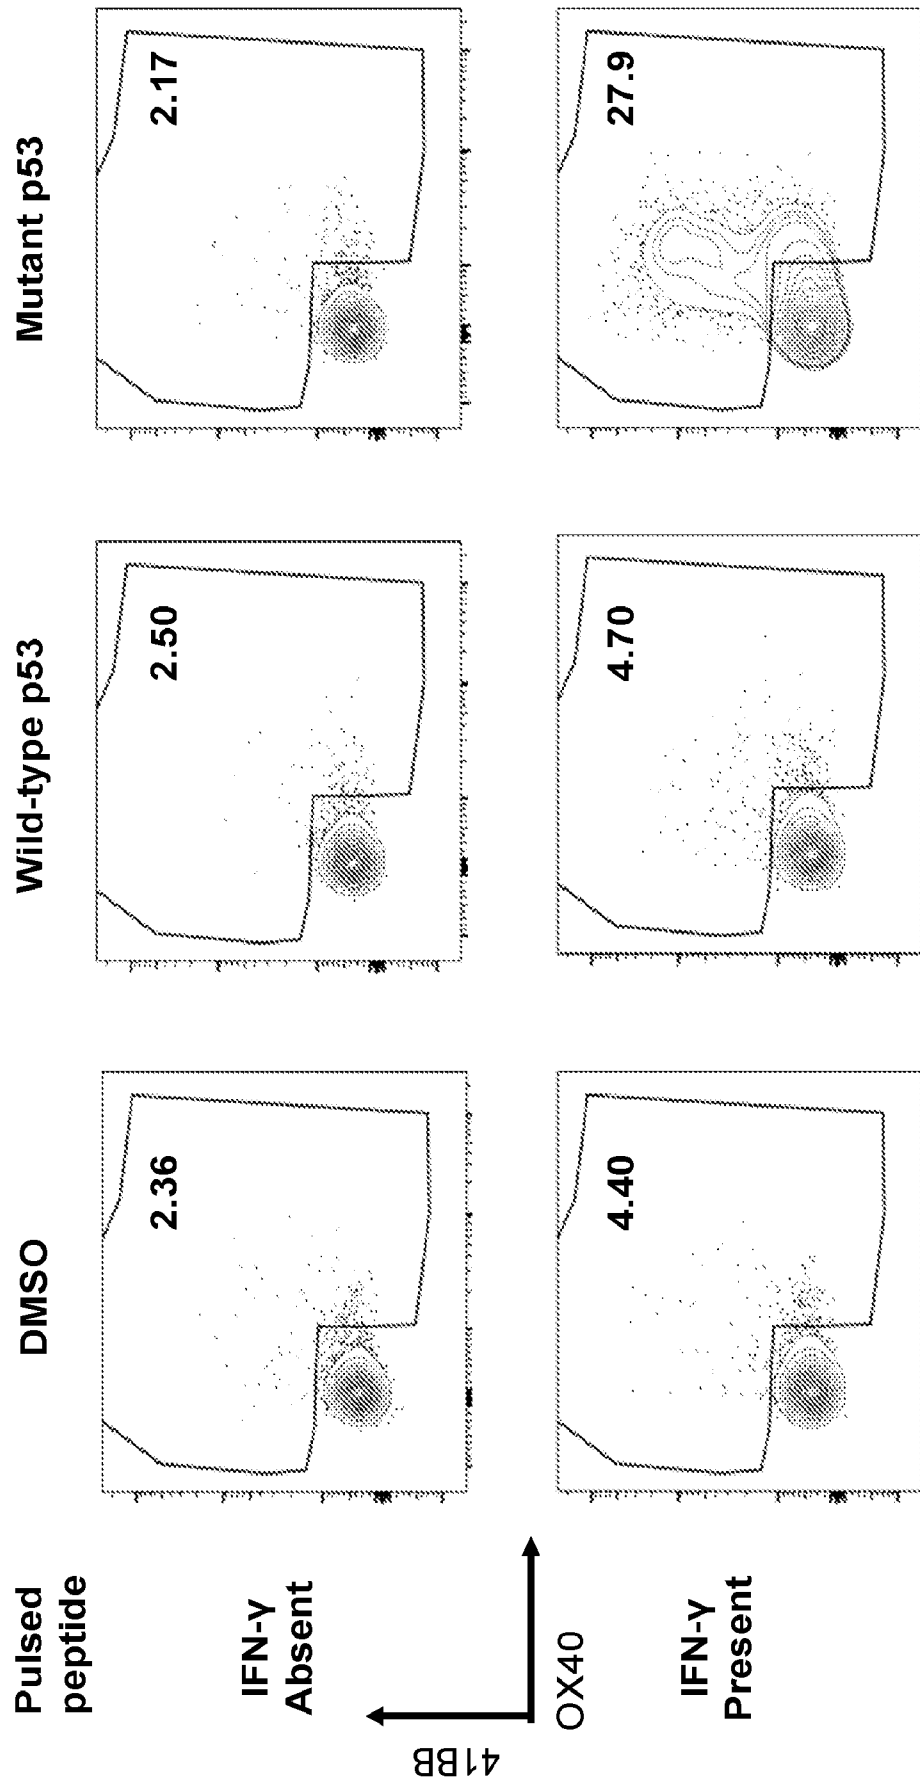 Pulsed
peptide
DMSO
Wild-type p53
Mutant p53
IFN-γ
Absent
2.36
2.50
2.17
41BB
OX40
IFN-γ
Present
4.40
4.70
27.9